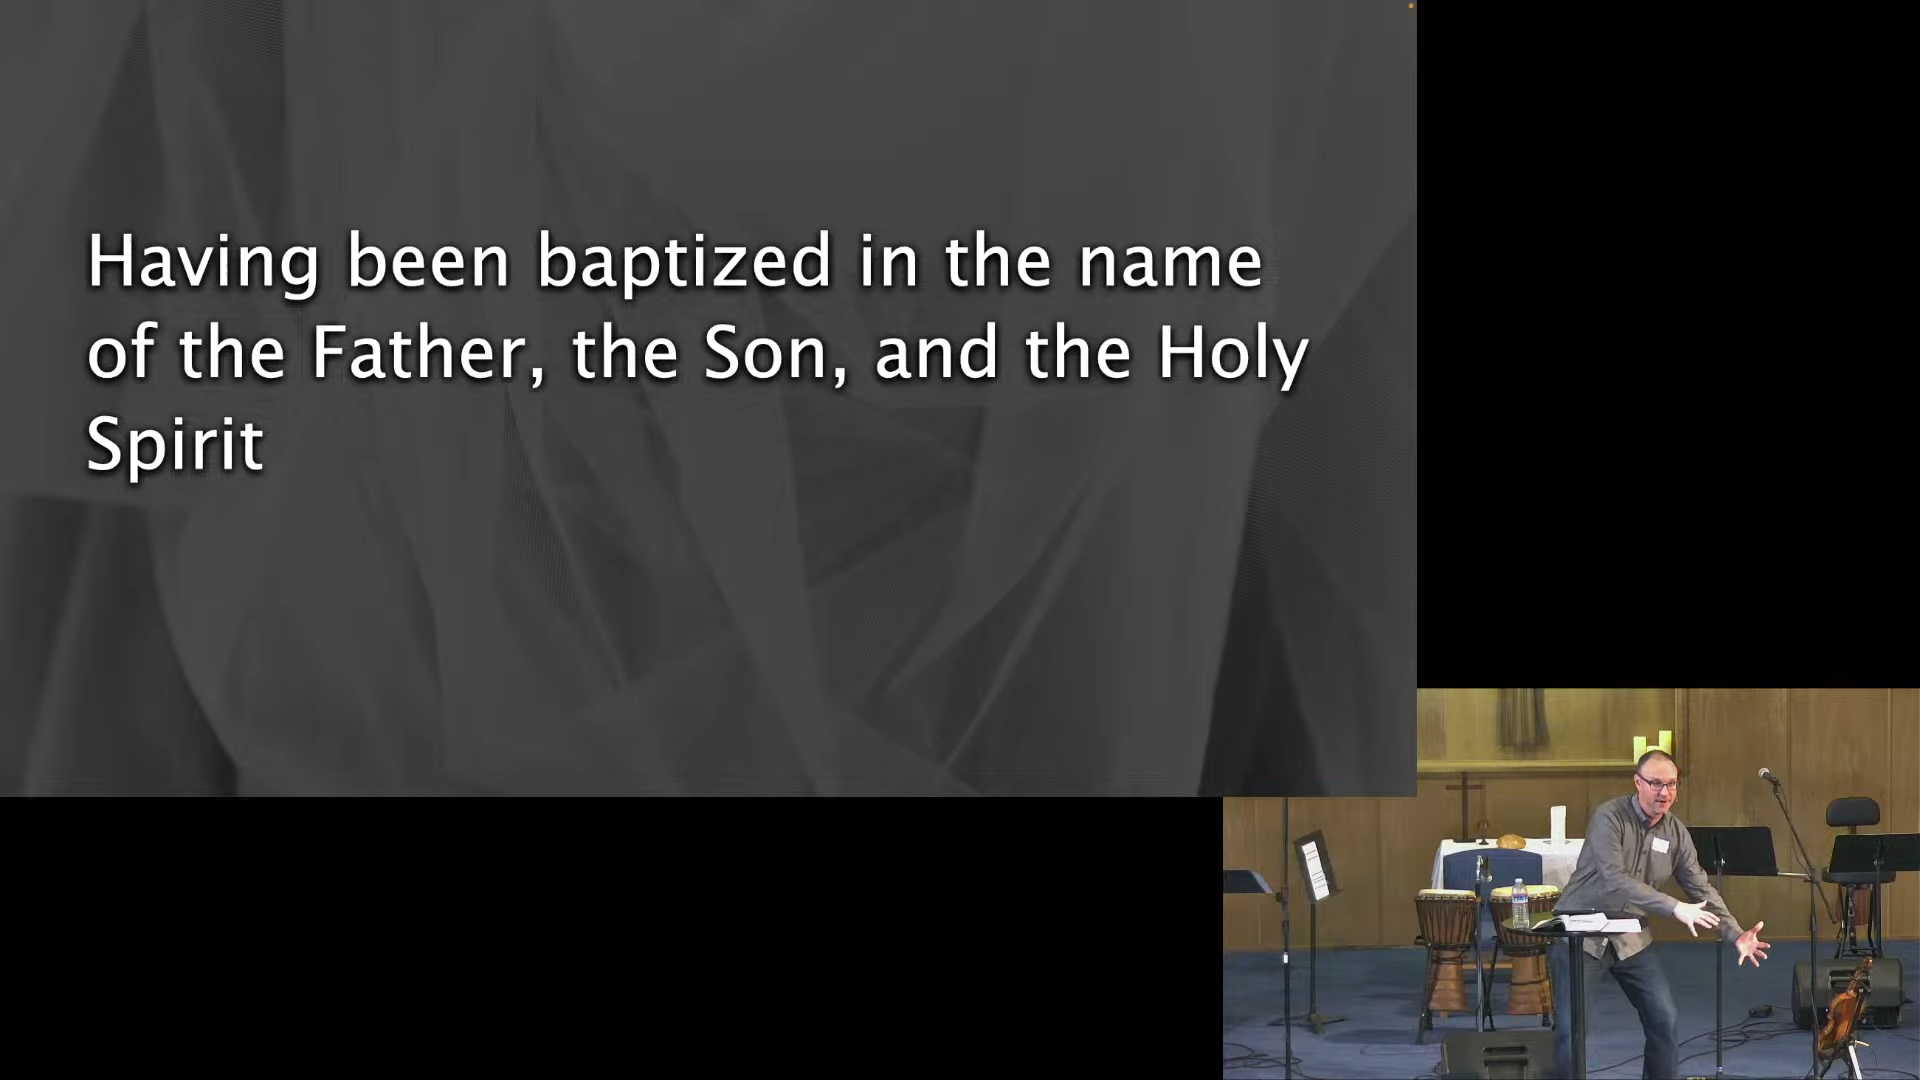 Having been baptized in the name
of the Father, the Son, and the Holy
Spirit